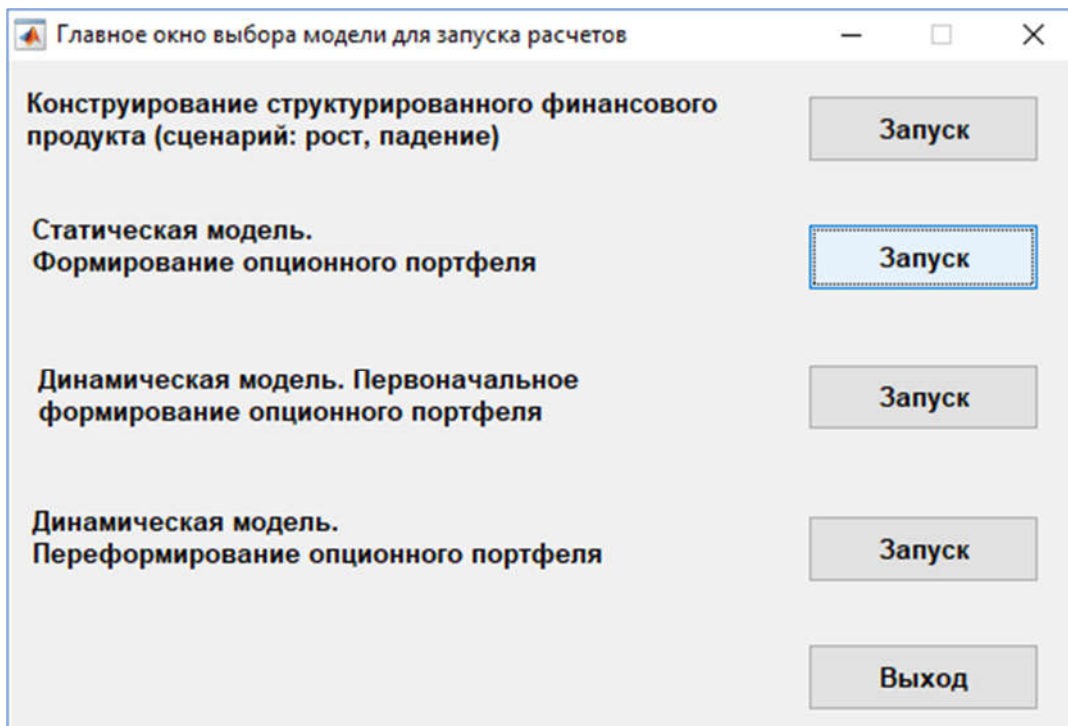 Главное окно выбора модели для запуска расчетов
Конструирование структурированного финансового
продукта (сценарий: рост, падение)
Запуск
Статическая модель.
Формирование опционного портфеля
Запуск
Динамическая модель. Первоначальное
формирование опционного портфеля
Запуск
Динамическая модель.
Переформирование опционного портфеля
Запуск
Выход